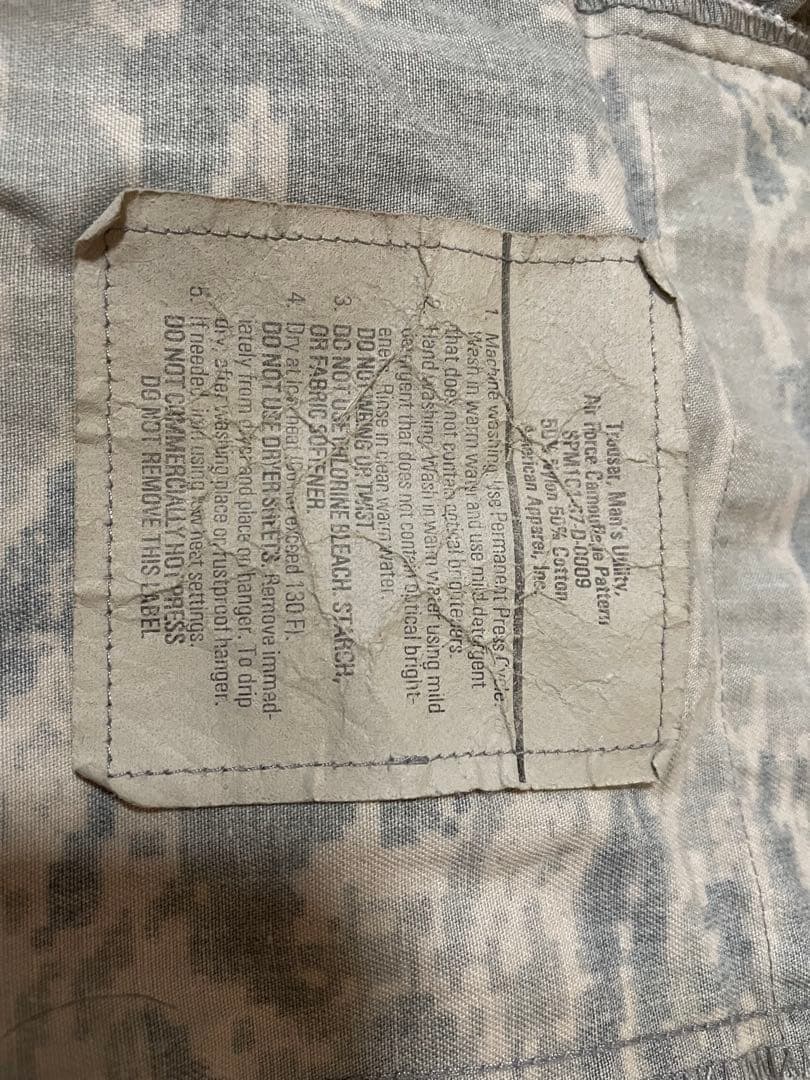 Trouser, Man's Utility,
Air Force Camouflage Pattern
SPM1C1-07-D-0009
50% Nylon 50% Cotton
American Apparel, Inc.
1. Machine washing. Use Permanent Press Cycle.
Wash in warm water and use mild detergent
that does not contain optical brighteners.
2. Hand washing. Wash in warm water using mild
detergent that does not contain optical bright-
eners. Rinse in clean warm water.
DO NOT WRING OR TWIST
3. DO NOT USE CHLORINE BLEACH, STARCH,
OR FABRIC SOFTENER.
4. Dry at low heat (Do not exceed 130 F).
DO NOT USE DRYER SHEETS. Remove immed-
iately from dryer and place on hanger. To drip
dry, after washing place on rustproof hanger.
5. If needed, iron using low heat settings.
DO NOT COMMERCIALLY HOT PRESS
DO NOT REMOVE THIS LABEL